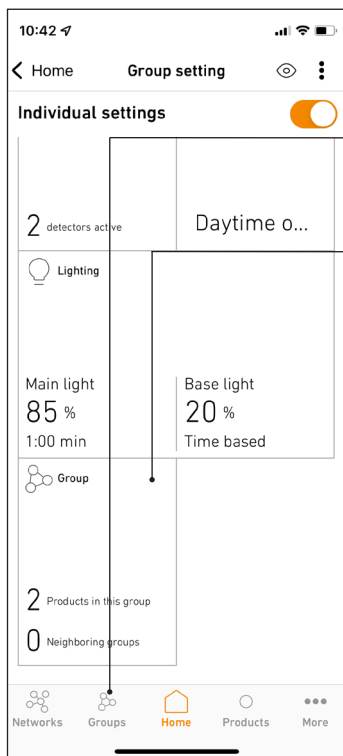 10:42
Home Group setting
Individual settings
2 detectors active
Daytime o...
Lighting
Main light
85 %
1:00 min
Base light
20 %
Time based
Group
2 Products in this group
0 Neighboring groups
Networks Groups Home Products More